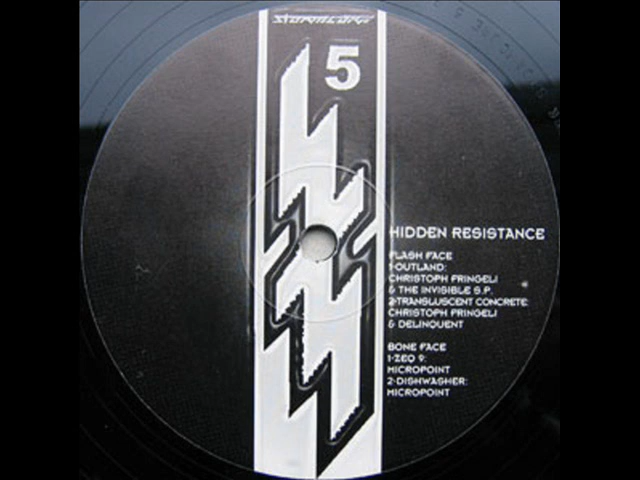 STORMCORE
5
HIDDEN RESISTANCE
FLASH FACE
1-OUTLAND:
CHRISTOPH FRINGELI
& THE INVISIBLE S.P.
2-TRANSLUSCENT CONCRETE:
CHRISTOPH FRINGELI
& DELINQUENT
BONE FACE
1-ZEO 9:
MICROPOINT
2-DISHWASHER:
MICROPOINT